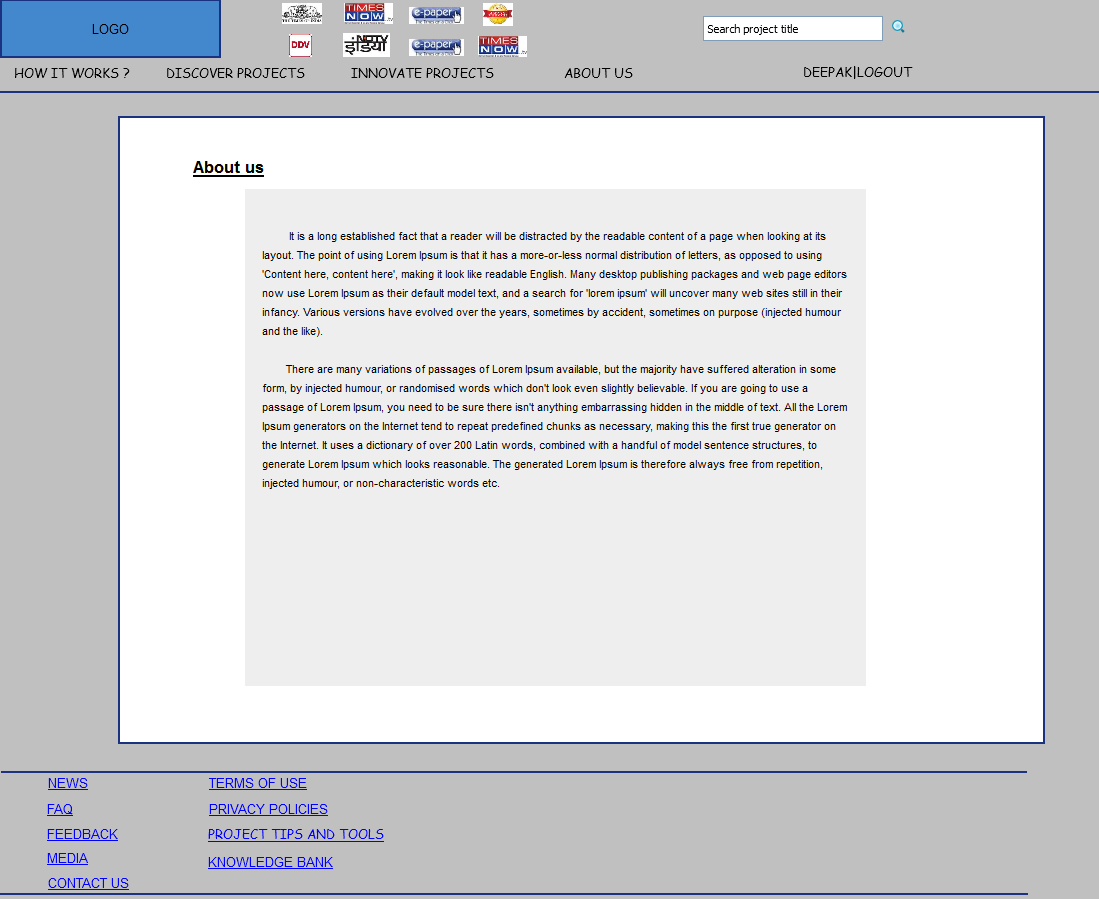 LOGO
TIMES NOW .tv
e-paper
Search project title
DDV
NDTV
इंडिया
e-paper
TIMES NOW .tv
HOW IT WORKS ?
DISCOVER PROJECTS
INNOVATE PROJECTS
ABOUT US
DEEPAK|LOGOUT
About us
It is a long established fact that a reader will be distracted by the readable content of a page when looking at its
layout. The point of using Lorem Ipsum is that it has a more-or-less normal distribution of letters, as opposed to using
'Content here, content here', making it look like readable English. Many desktop publishing packages and web page editors
now use Lorem Ipsum as their default model text, and a search for 'lorem ipsum' will uncover many web sites still in their
infancy. Various versions have evolved over the years, sometimes by accident, sometimes on purpose (injected humour
and the like).
There are many variations of passages of Lorem Ipsum available, but the majority have suffered alteration in some
form, by injected humour, or randomised words which don't look even slightly believable. If you are going to use a
passage of Lorem Ipsum, you need to be sure there isn't anything embarrassing hidden in the middle of text. All the Lorem
Ipsum generators on the Internet tend to repeat predefined chunks as necessary, making this the first true generator on
the Internet. It uses a dictionary of over 200 Latin words, combined with a handful of model sentence structures, to
generate Lorem Ipsum which looks reasonable. The generated Lorem Ipsum is therefore always free from repetition,
injected humour, or non-characteristic words etc.
NEWS
TERMS OF USE
FAQ
PRIVACY POLICIES
FEEDBACK
PROJECT TIPS AND TOOLS
MEDIA
KNOWLEDGE BANK
CONTACT US